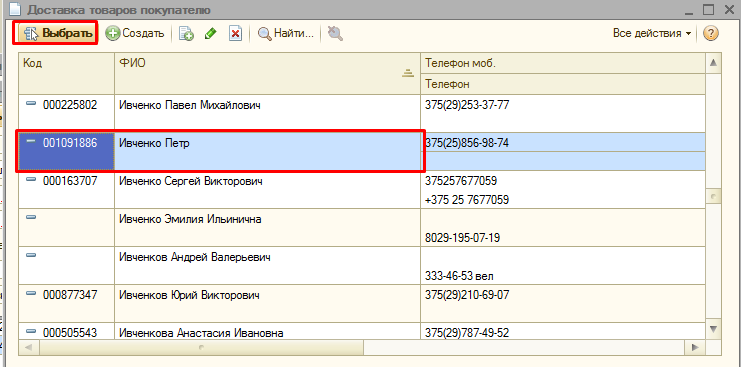 Доставка товаров покупателю
Выбрать Создать Найти... Все действия
Код ФИО Телефон моб.
Телефон
000225802 Ивченко Павел Михайлович 375(29)253-37-77
001091886 Ивченко Петр 375(25)856-98-74
000163707 Ивченко Сергей Викторович 375257677059
+375 25 7677059
Ивченко Эмилия Ильинична
8029-195-07-19
Ивченков Андрей Валерьевич
333-46-53 вел
000877347 Ивченков Юрий Викторович 375(29)210-69-07
000505543 Ивченкова Анастасия Ивановна 375(29)787-49-52